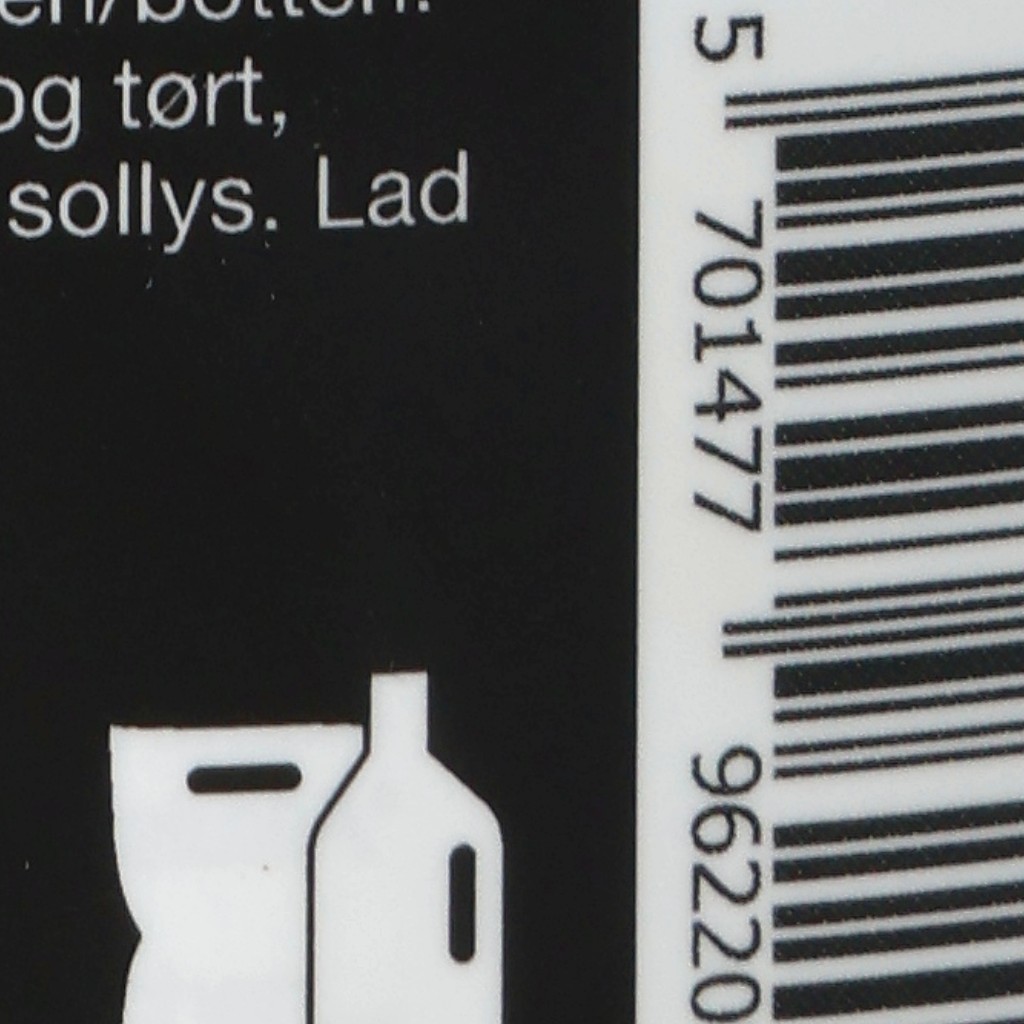 og tørt,
sollys. Lad
5 701477 96220